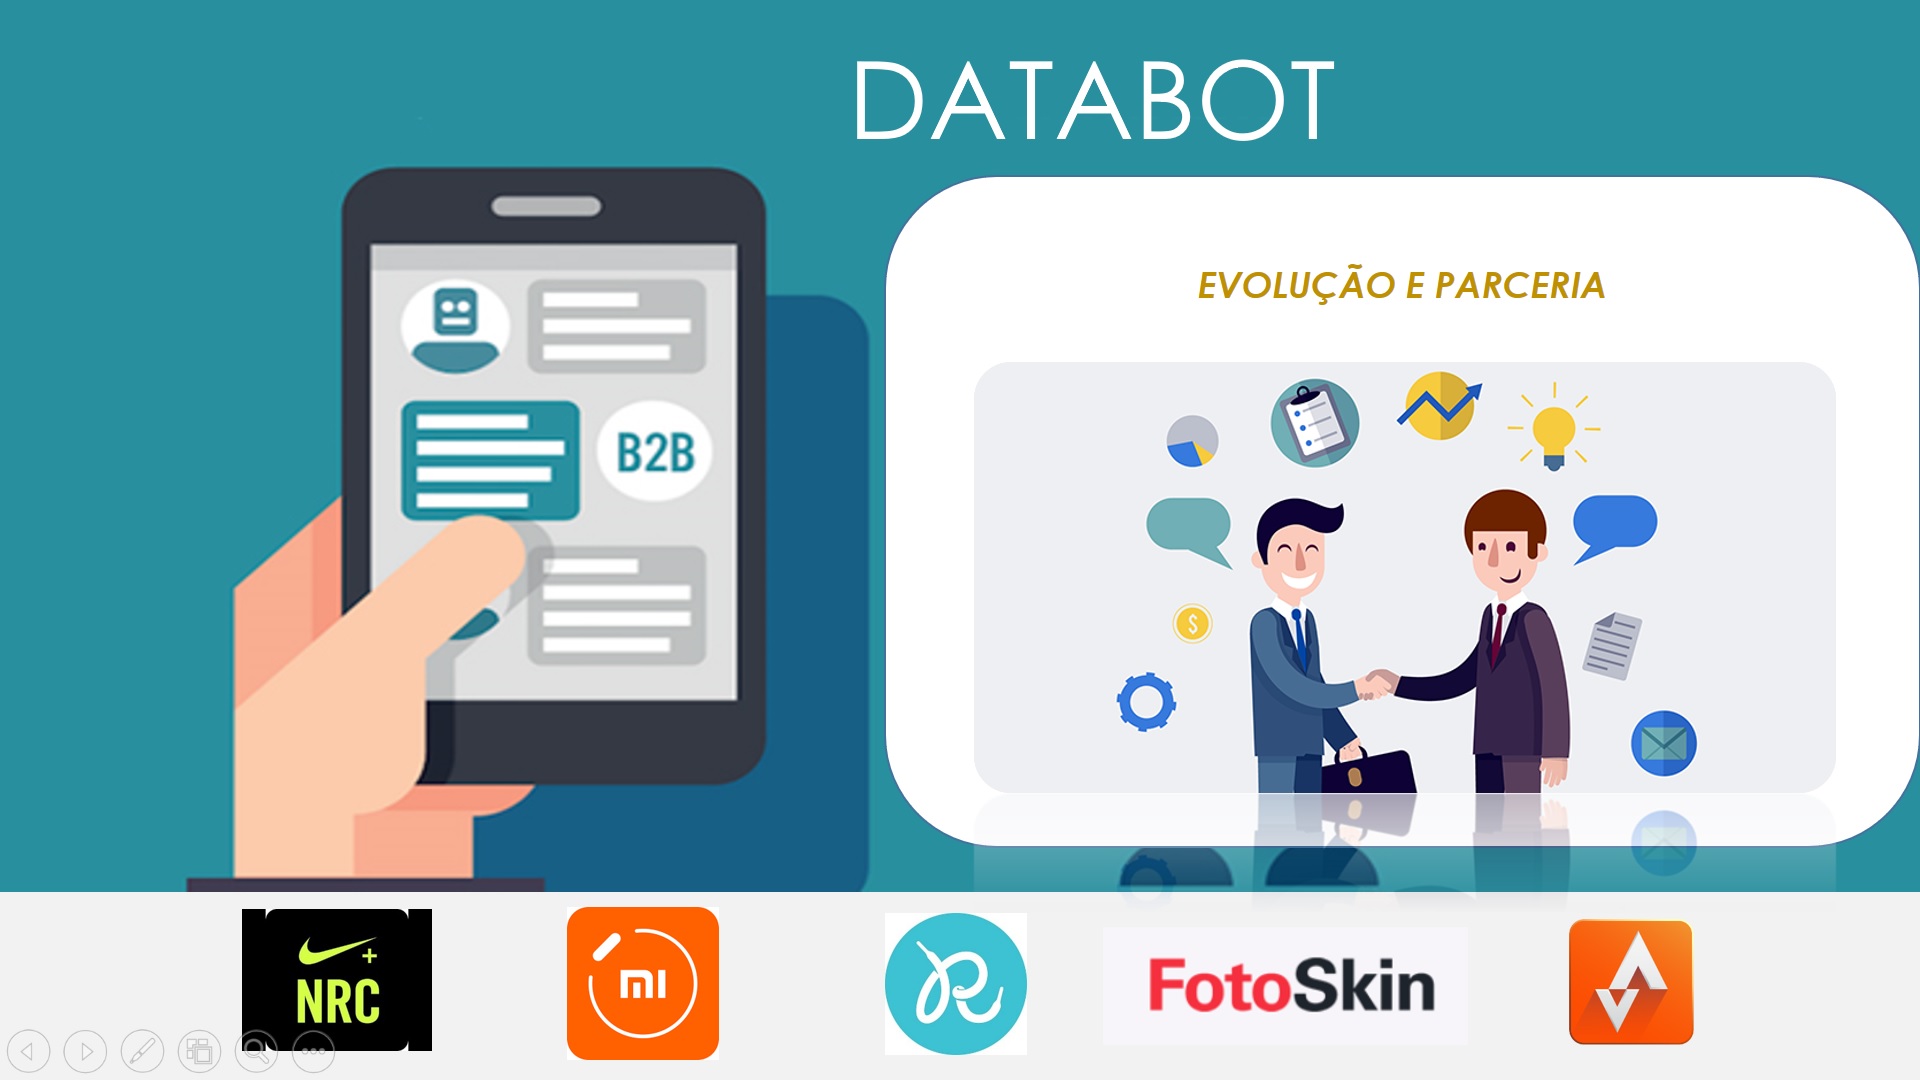 DATABOT
EVOLUÇÃO E PARCERIA
B2B
$
+
NRC
mi
R
FotoSkin